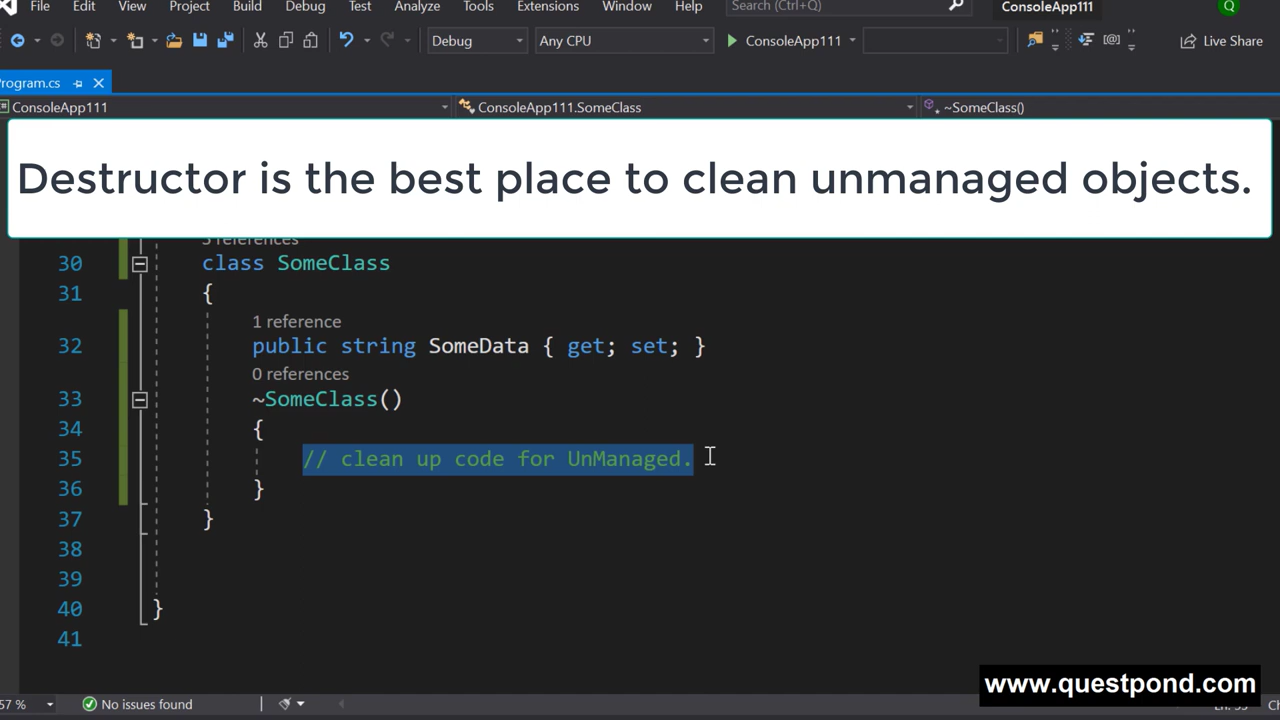 File Edit View Project Build Debug Test Analyze Tools Extensions Window Help Search (Ctrl+Q) ConsoleApp111 Q
Debug Any CPU ConsoleApp111 Live Share
rogram.cs
ConsoleApp111 ConsoleApp111.SomeClass ~SomeClass()
Destructor is the best place to clean unmanaged objects.
references
30 class SomeClass
31 {
1 reference
32 public string SomeData { get; set; }
0 references
33 ~SomeClass()
34 {
35 // clean up code for UnManaged.
36 }
37 }
38
39
40 }
41
www.questpond.com
57 % No issues found